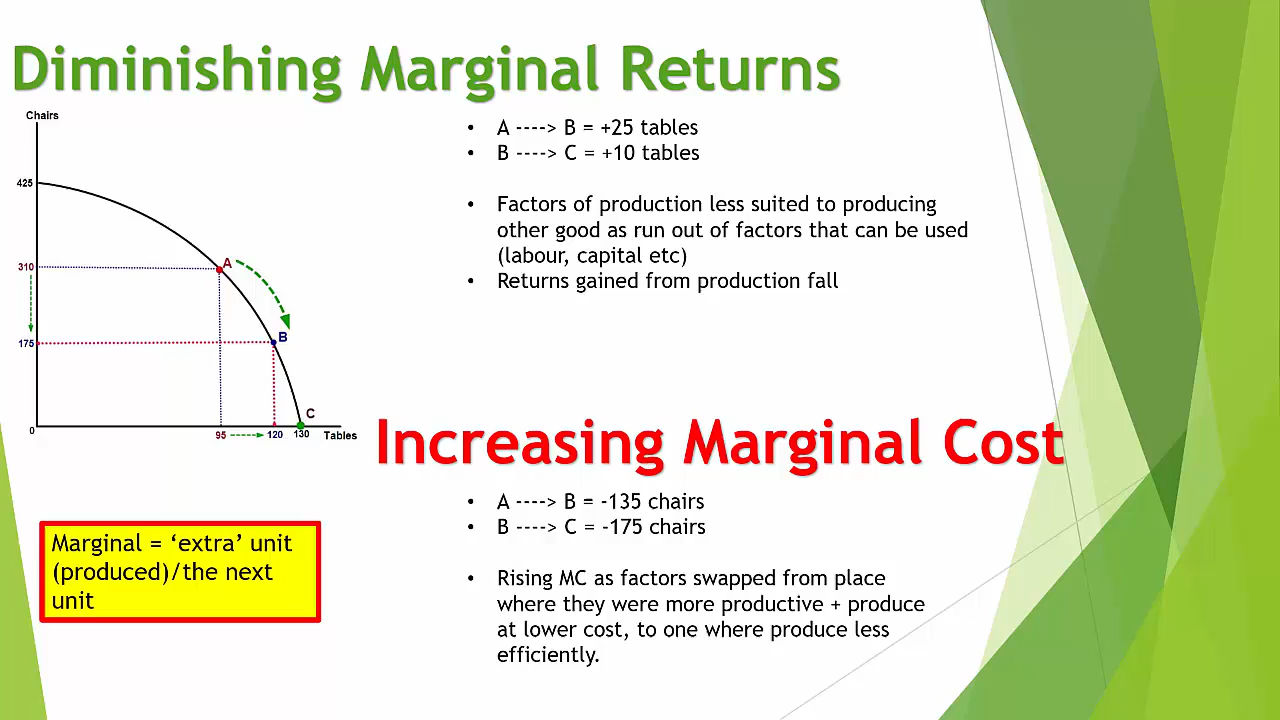 Diminishing Marginal Returns
Chairs
425
310
175
0
A
B
C
95
120
130
Tables
• A ----> B = +25 tables
• B ----> C = +10 tables
• Factors of production less suited to producing
other good as run out of factors that can be used
(labour, capital etc)
• Returns gained from production fall
Increasing Marginal Cost
• A ----> B = -135 chairs
• B ----> C = -175 chairs
• Rising MC as factors swapped from place
where they were more productive + produce
at lower cost, to one where produce less
efficiently.
Marginal = ‘extra’ unit
(produced)/the next
unit